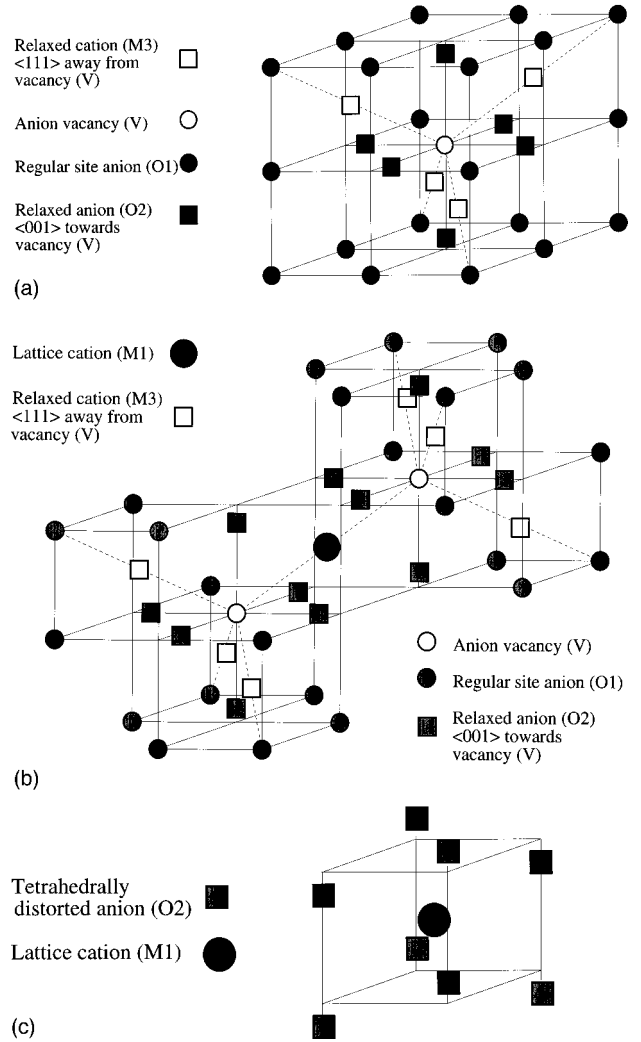 Relaxed cation (M3)
<111> away from
vacancy (V)
Anion vacancy (V)
Regular site anion (O1)
Relaxed anion (O2)
<001> towards
vacancy (V)
(a)
Lattice cation (M1)
Relaxed cation (M3)
<111> away from
vacancy (V)
Anion vacancy (V)
Regular site anion (O1)
Relaxed anion (O2)
<001> towards
vacancy (V)
(b)
Tetrahedrally
distorted anion (O2)
Lattice cation (M1)
(c)